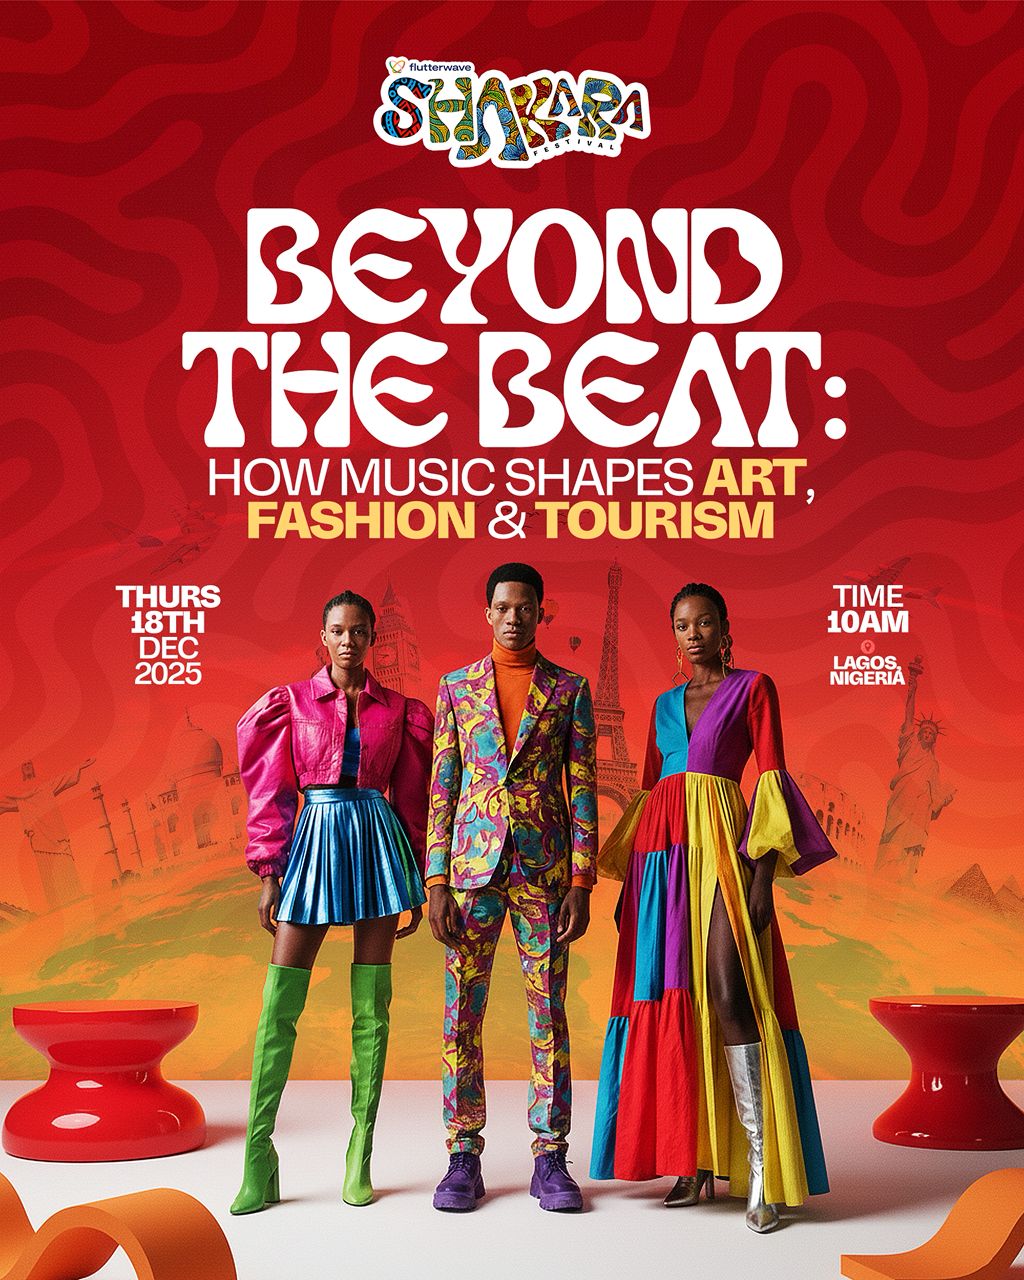 flutterwave
SHAKARA
FESTIVAL
BEYOND
THE BEAT:
HOW MUSIC SHAPES ART,
FASHION & TOURISM
THURS
18TH
DEC
2025
TIME
10AM
LAGOS,
NIGERIA